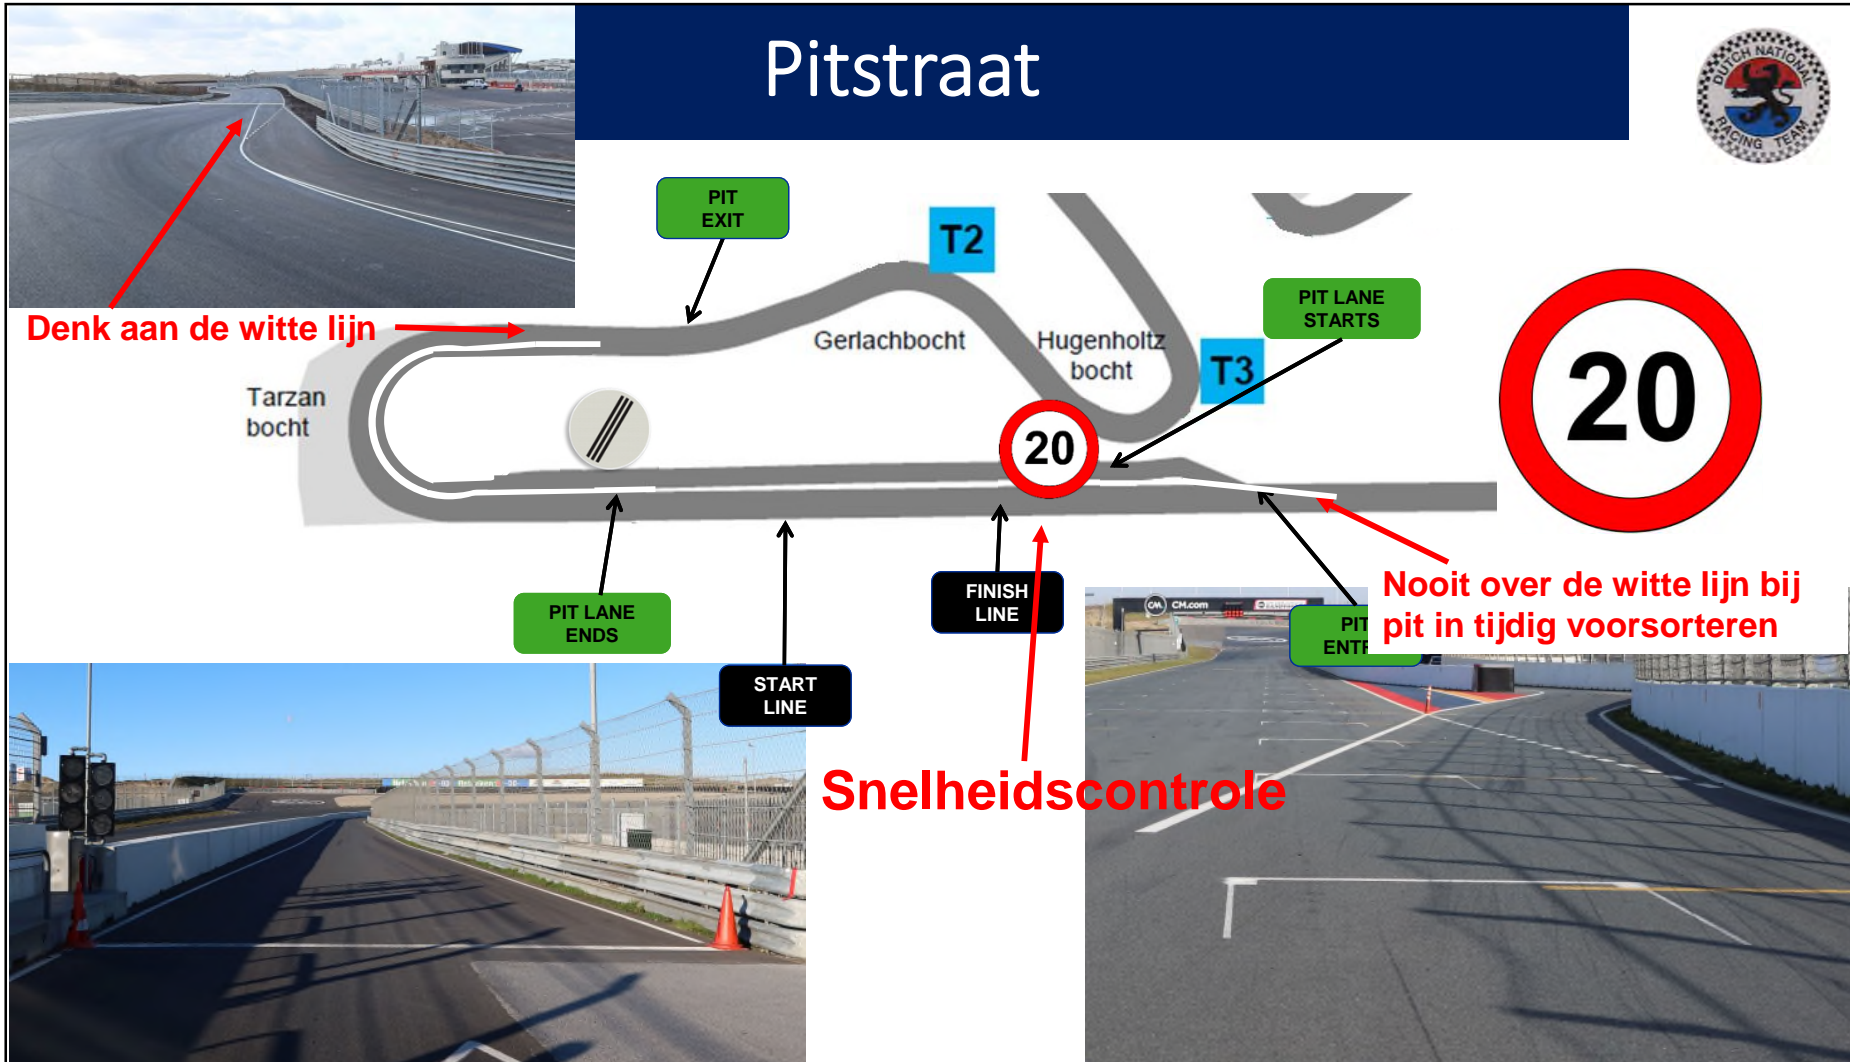 Pitstraat
DUTCH NATIONAL
RACING TEAM
PIT
EXIT
T2
PIT LANE
STARTS
Denk aan de witte lijn
Gerlachbocht
Hugenholtz
bocht
T3
20
Tarzan
bocht
20
FINISH
LINE
Nooit over de witte lijn bij
pit in tijdig voorsorteren
PIT LANE
ENDS
CM.com
PIT
ENTR
START
LINE
Snelheidscontrole